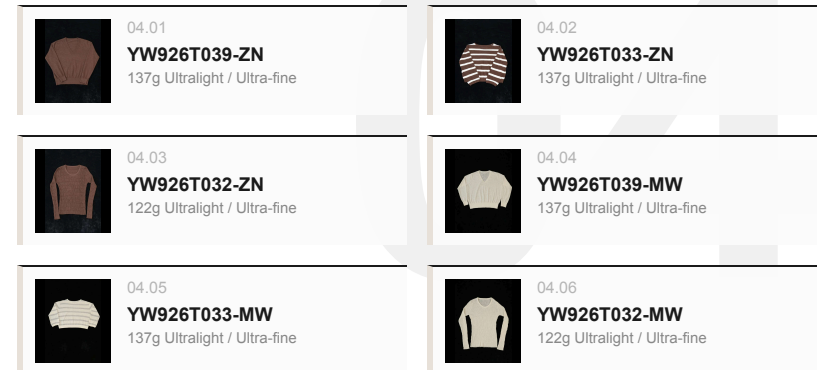 04.01
YW926T039-ZN
137g Ultralight / Ultra-fine
04.02
YW926T033-ZN
137g Ultralight / Ultra-fine
04.03
YW926T032-ZN
122g Ultralight / Ultra-fine
04.04
YW926T039-MW
137g Ultralight / Ultra-fine
04.05
YW926T033-MW
137g Ultralight / Ultra-fine
04.06
YW926T032-MW
122g Ultralight / Ultra-fine